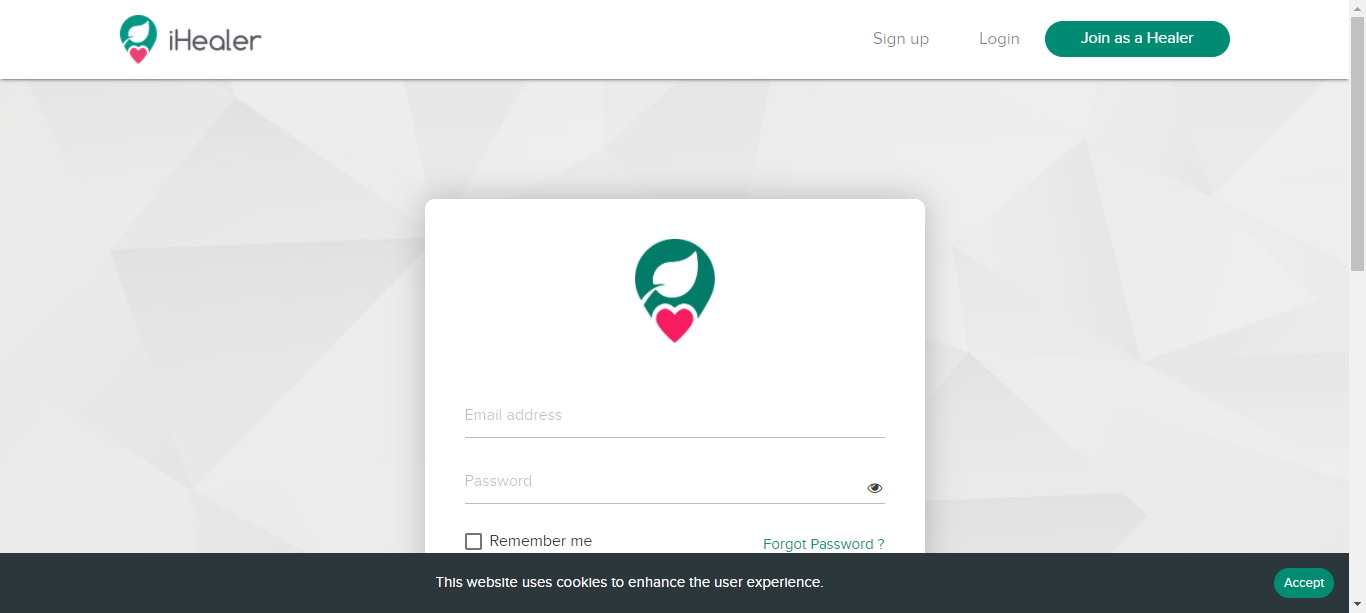 iHealer
Sign up
Login
Join as a Healer
Email address
Password
Remember me
Forgot Password ?
This website uses cookies to enhance the user experience.
Accept